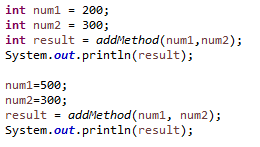 int num1 = 200;
int num2 = 300;
int result = addMethod(num1,num2);
System.out.println(result);
num1=500;
num2=300;
result = addMethod(num1, num2);
System.out.println(result);